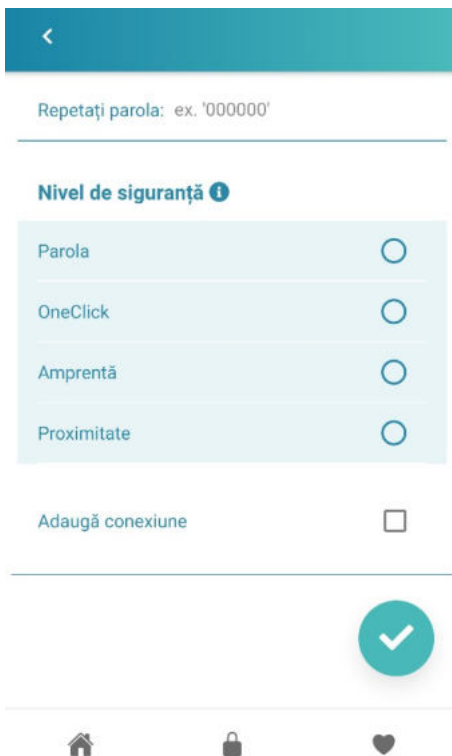 Repetați parola: ex. '000000'
Nivel de siguranță
Parola
OneClick
Amprentă
Proximitate
Adaugă conexiune